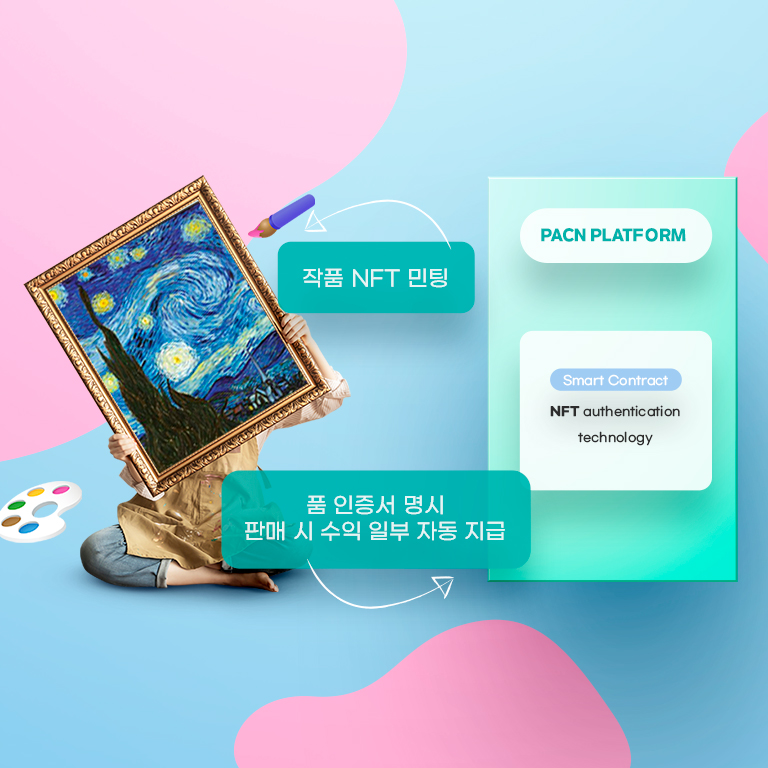 작품 NFT 민팅
PACN PLATFORM
Smart Contract
NFT authentication
technology
품 인증서 명시
판매 시 수익 일부 자동 지급